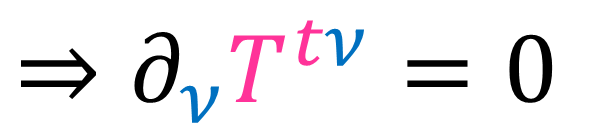 ⇒ ∂_ν T^{tν} = 0